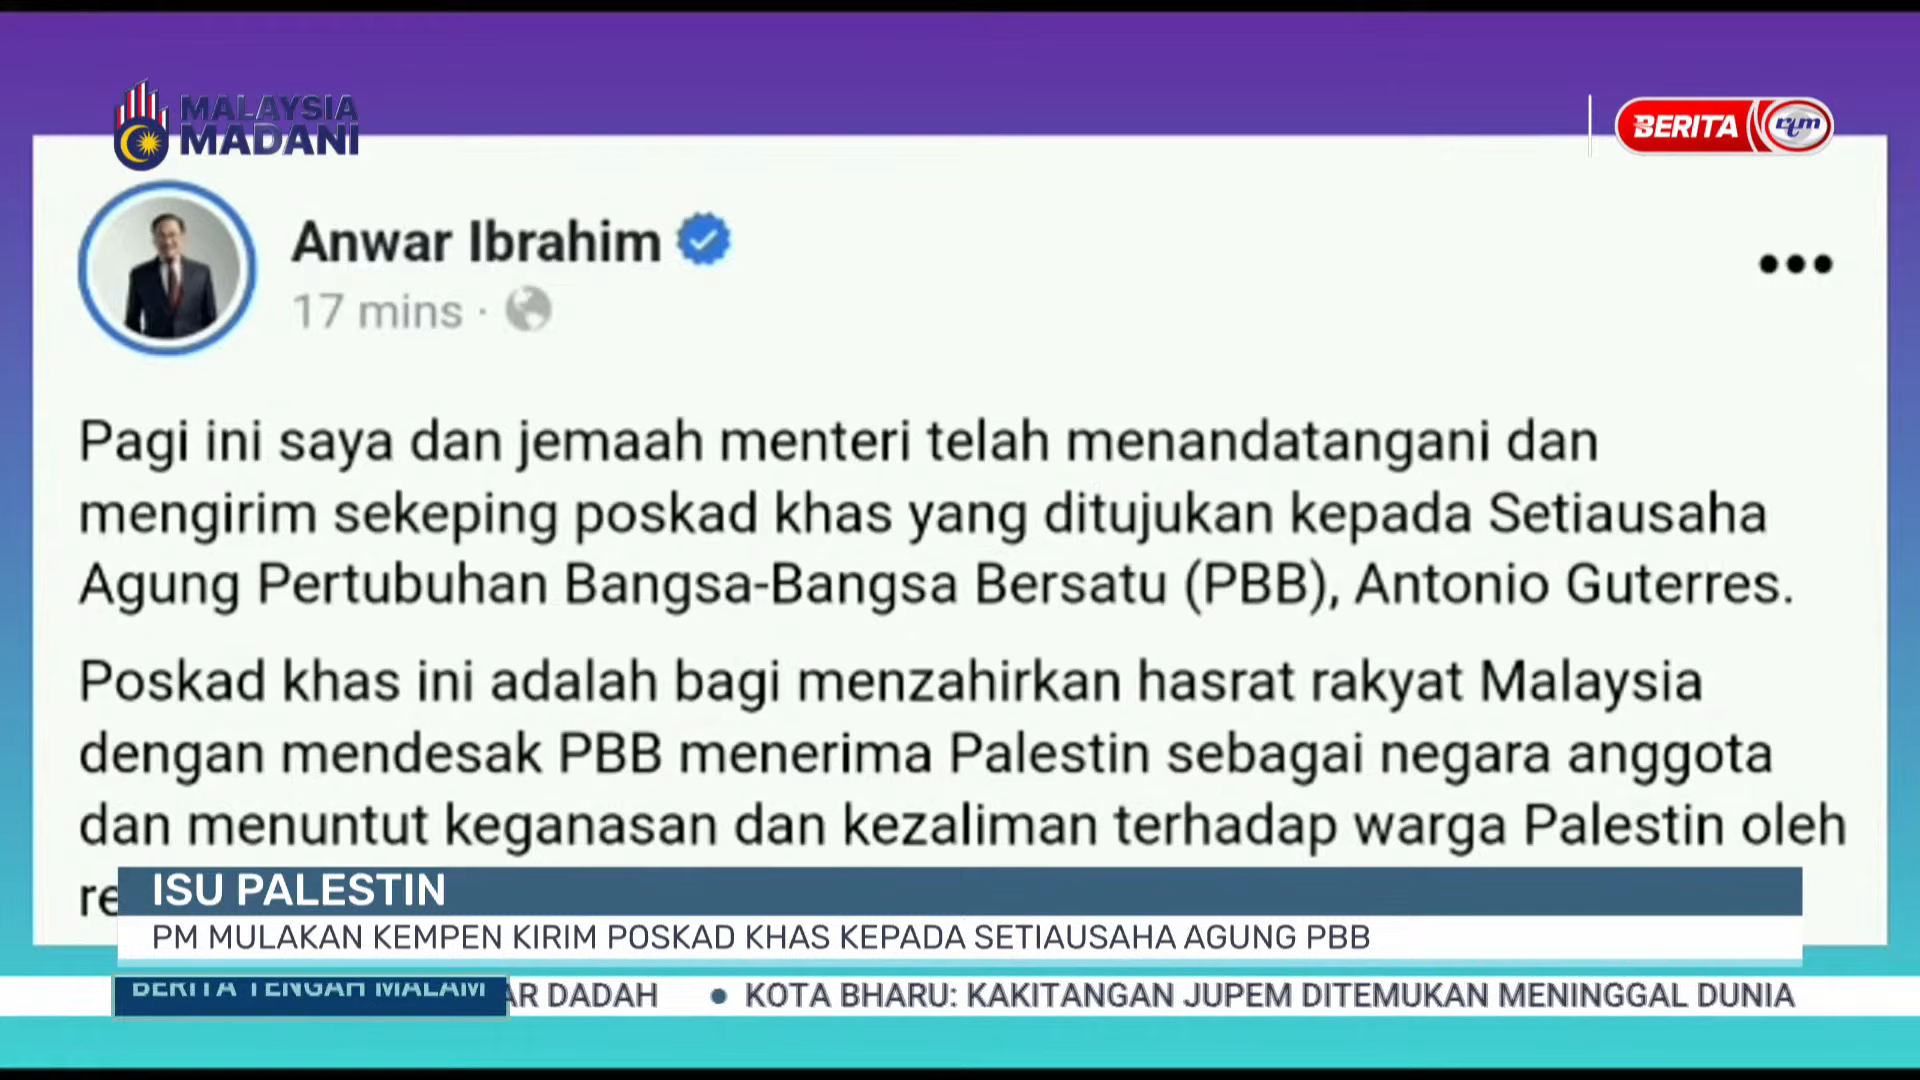 MALAYSIA
MADANI
BERITA rtm
Anwar Ibrahim
17 mins ·
Pagi ini saya dan jemaah menteri telah menandatangani dan
mengirim sekeping poskad khas yang ditujukan kepada Setiausaha
Agung Pertubuhan Bangsa-Bangsa Bersatu (PBB), Antonio Guterres.
Poskad khas ini adalah bagi menzahirkan hasrat rakyat Malaysia
dengan mendesak PBB menerima Palestin sebagai negara anggota
dan menuntut keganasan dan kezaliman terhadap warga Palestin oleh
ISU PALESTIN
PM MULAKAN KEMPEN KIRIM POSKAD KHAS KEPADA SETIAUSAHA AGUNG PBB
BERITA TENGAH MALAM
DADAH • KOTA BHARU: KAKITANGAN JUPEM DITEMUKAN MENINGGAL DUNIA